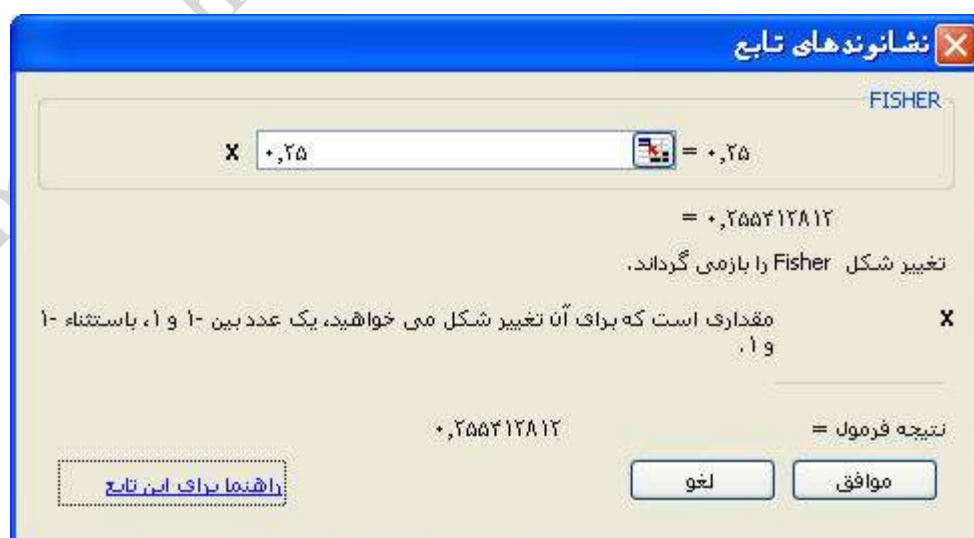 نشانوندهای تابع
FISHER
X ۰,۲۵ = ۰,۲۵
= ۰,۲۵۵۴۱۲۸۱۲
تغییر شکل Fisher را بازمی گرداند.
X مقداری است که برای آن تغییر شکل می خواهید، یک عدد بین -۱ و ۱، باستثناء -۱
و ۱.
نتیجه فرمول = ۰,۲۵۵۴۱۲۸۱۲
راهنما برای این تابع
لغو
موافق